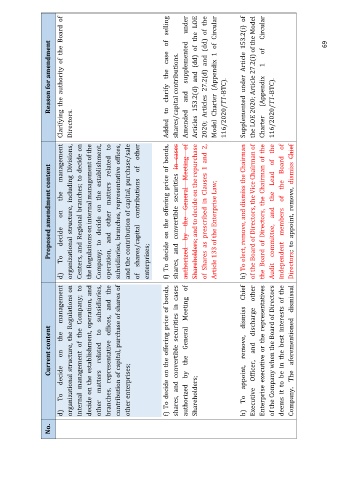 No.
Current content
Proposed amendment content
Reason for amendment
d) To decide on the management
organizational structure, the Regulations on
internal management of the Company, to
decide on the establishment, operation, and
other matters related to subsidiaries,
branches, representative offices, and the
contribution of capital, purchase of shares of
other enterprises;
d) To decide on the management
organizational structure, including Divisions,
Centers, and Regional branches; to decide on
the Regulations on internal management of the
Company, to decide on the establishment,
operation, and other matters related to
subsidiaries, branches, representative offices,
and the contribution of capital, purchase/sale
of shares/capital contributions of other
enterprises;
Clarifying the authority of the Board of
Directors.
f) To decide on the offering price of bonds,
shares, and convertible securities in cases
authorized by the General Meeting of
Shareholders;
f) To decide on the offering price of bonds,
shares, and convertible securities in cases
authorized by the General Meeting of
Shareholders; and to decide on the repurchase
of Shares as prescribed in Clauses 1 and 2,
Article 133 of the Enterprise Law;
Added to clarify the case of selling
shares/capital contributions.
Amended and supplemented under
Articles 153.2(d) and (dd) of the LOE
2020; Articles 27.2(d) and (dd) of the
Model Charter (Appendix 1 of Circular
116/2020/TT-BTC).
h) To appoint, remove, dismiss Chief
Executive Officer, and discharge other
Enterprise executive or the representatives
of the Company when the Board of Directors
deems it to be in the best interests of the
Company. The aforementioned dismissal
h) To elect, remove, and dismiss the Chairman
of the Board of Directors, the Vice Chairman of
the Board of Directors, the Chairman of the
Audit committee, and the Lead of the
independent members of the Board of
Directors; to appoint, remove, dismiss Chief
Supplemented under Article 153.2(i) of
the LOE 2020; Article 27.2(i) of the Model
Charter (Appendix 1 of Circular
116/2020/TT-BTC).
69